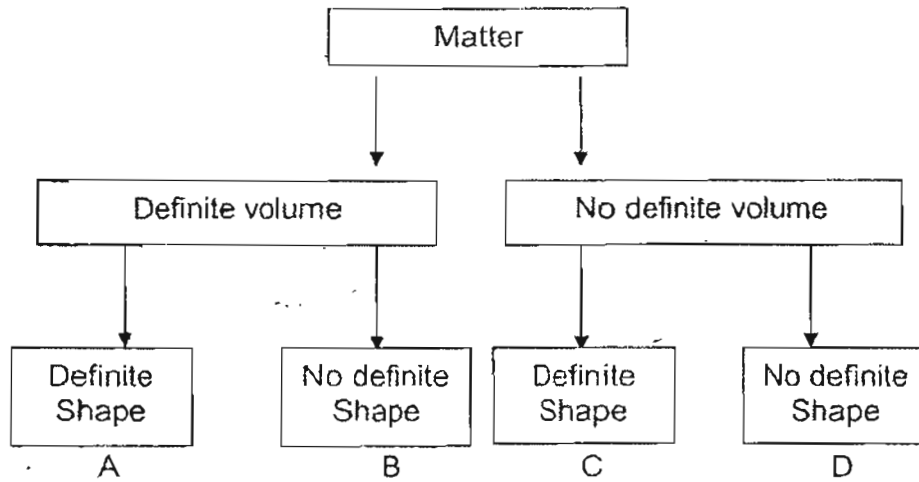 Matter
Definite volume
No definite volume
Definite
Shape
No definite
Shape
Definite
Shape
No definite
Shape
A
B
C
D